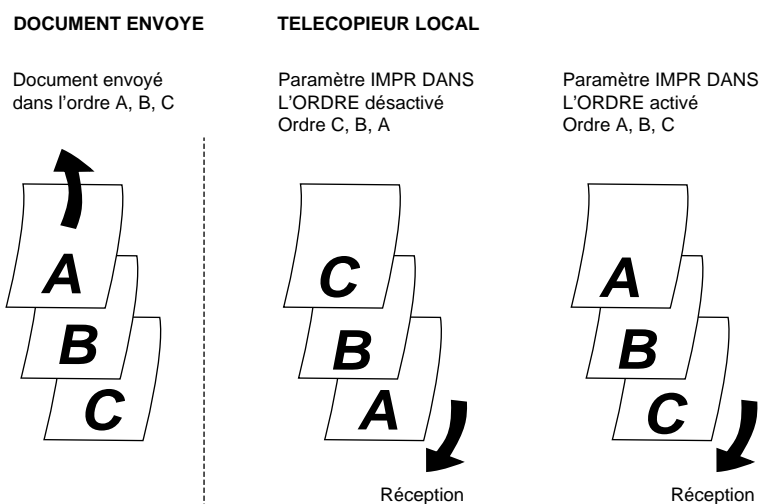 DOCUMENT ENVOYE
TELECOPIEUR LOCAL
Document envoyé
dans l'ordre A, B, C
Paramètre IMPR DANS
L'ORDRE désactivé
Ordre C, B, A
Paramètre IMPR DANS
L'ORDRE activé
Ordre A, B, C
A
B
C
C
B
A
Réception
A
B
C
Réception